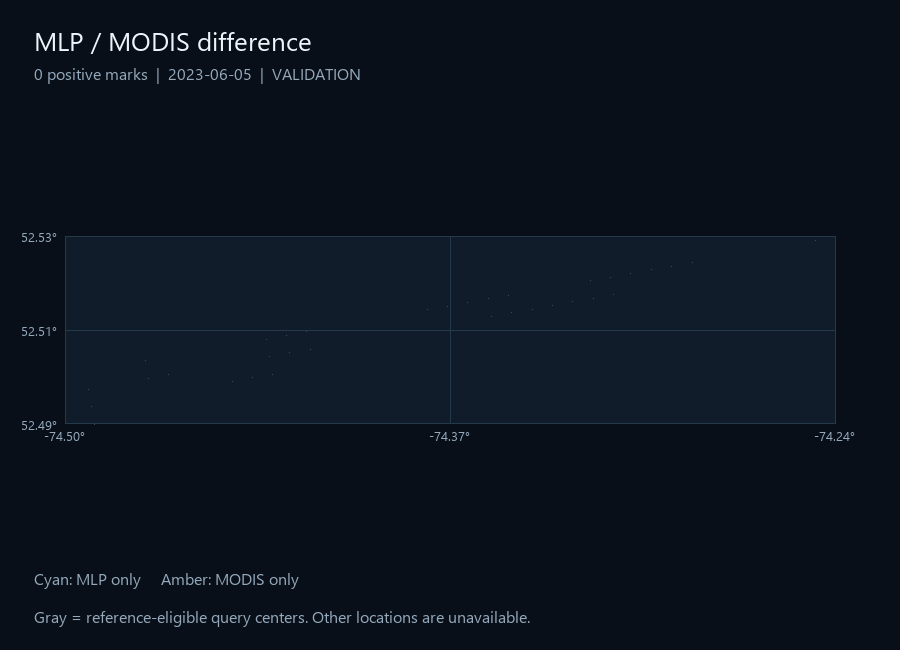 MLP / MODIS difference
0 positive marks | 2023-06-05 | VALIDATION
52.53°
52.51°
52.49°
-74.50° -74.37° -74.24°
Cyan: MLP only Amber: MODIS only
Gray = reference-eligible query centers. Other locations are unavailable.